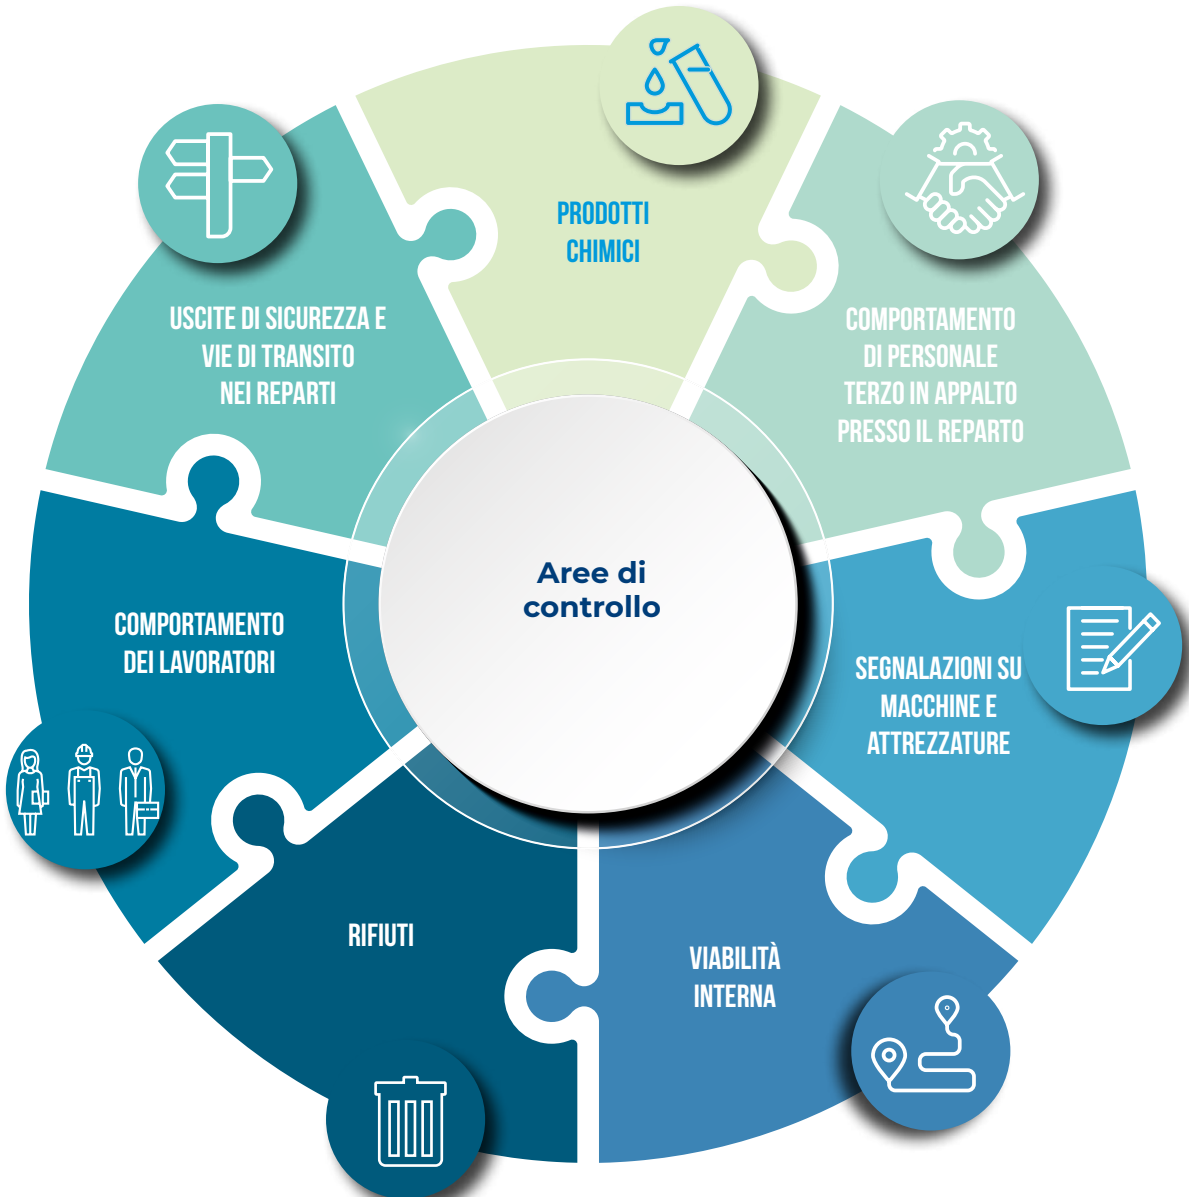 PRODOTTI
CHIMICI
COMPORTAMENTO
DI PERSONALE
TERZO IN APPALTO
PRESSO IL REPARTO
SEGNALAZIONI SU
MACCHINE E
ATTREZZATURE
VIABILITÀ
INTERNA
RIFIUTI
COMPORTAMENTO
DEI LAVORATORI
USCITE DI SICUREZZA E
VIE DI TRANSITO
NEI REPARTI
Aree di
controllo